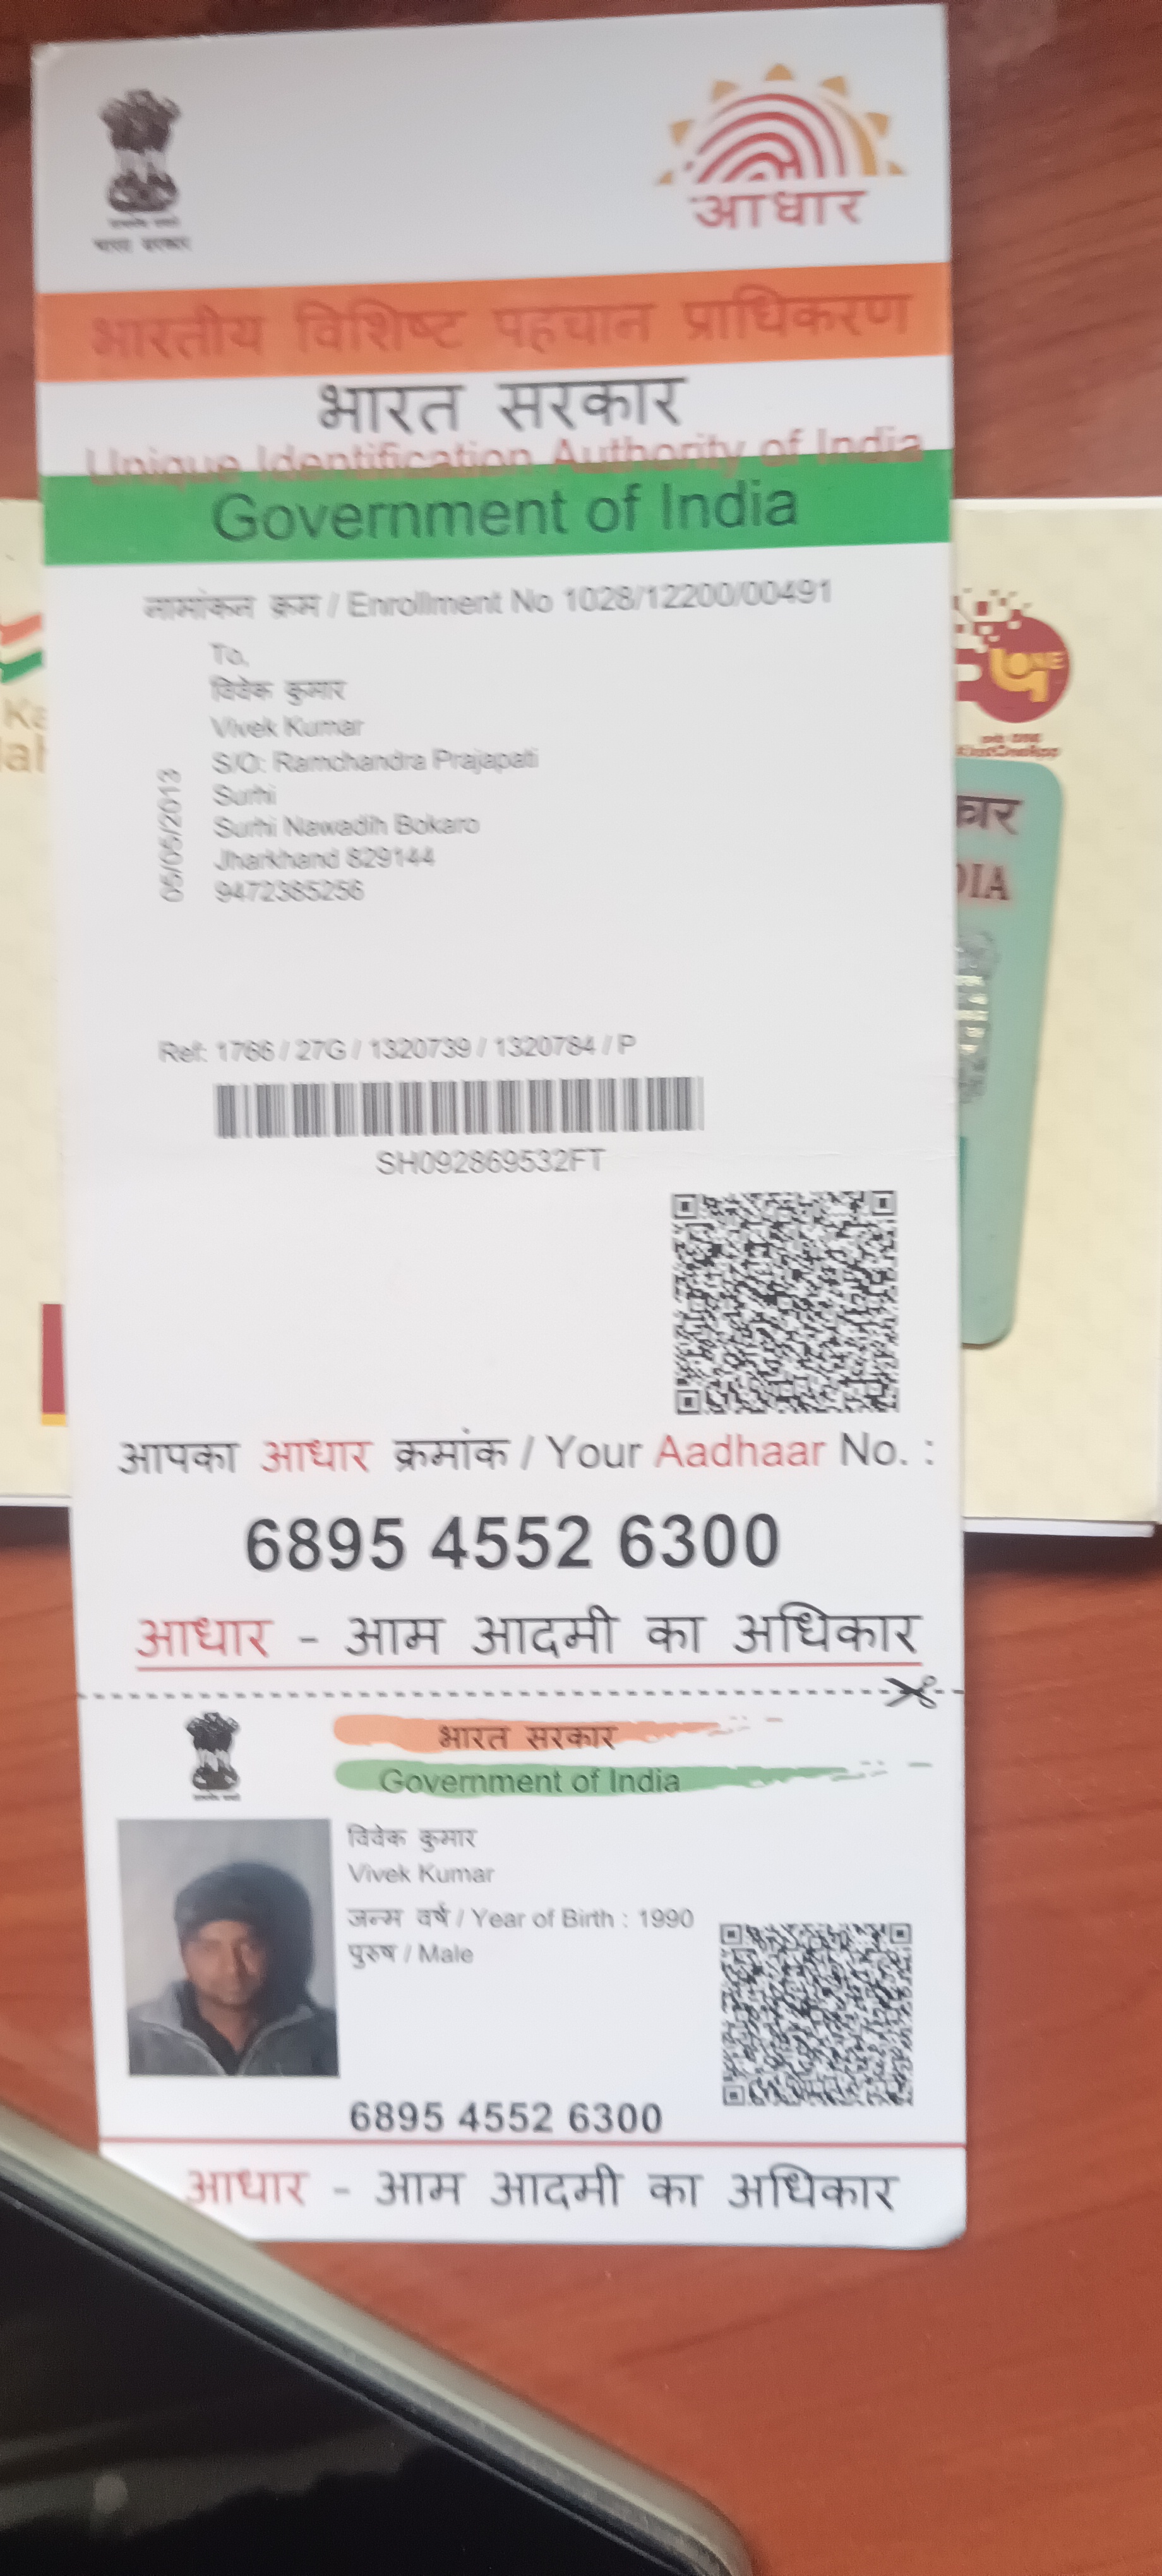 भारत सरकार
आधार
भारतीय विशिष्ट पहचान प्राधिकरण
भारत सरकार
Unique Identification Authority of India
Government of India
नामांकन क्रम / Enrollment No 1028/12200/00491
To,
विवेक कुमार
Vivek Kumar
S/O: Ramchandra Prajapati
Surhi
Surhi Nawadih Bokaro
Jharkhand 829144
9472385256
05/05/2013
Ref: 1766 / 27G / 1320739 / 1320784 / P
SH092869532FT
आपका आधार क्रमांक / Your Aadhaar No. :
6895 4552 6300
आधार - आम आदमी का अधिकार
भारत सरकार
Government of India
विवेक कुमार
Vivek Kumar
जन्म वर्ष / Year of Birth : 1990
पुरुष / Male
6895 4552 6300
आधार - आम आदमी का अधिकार
ONE
कार
DIA